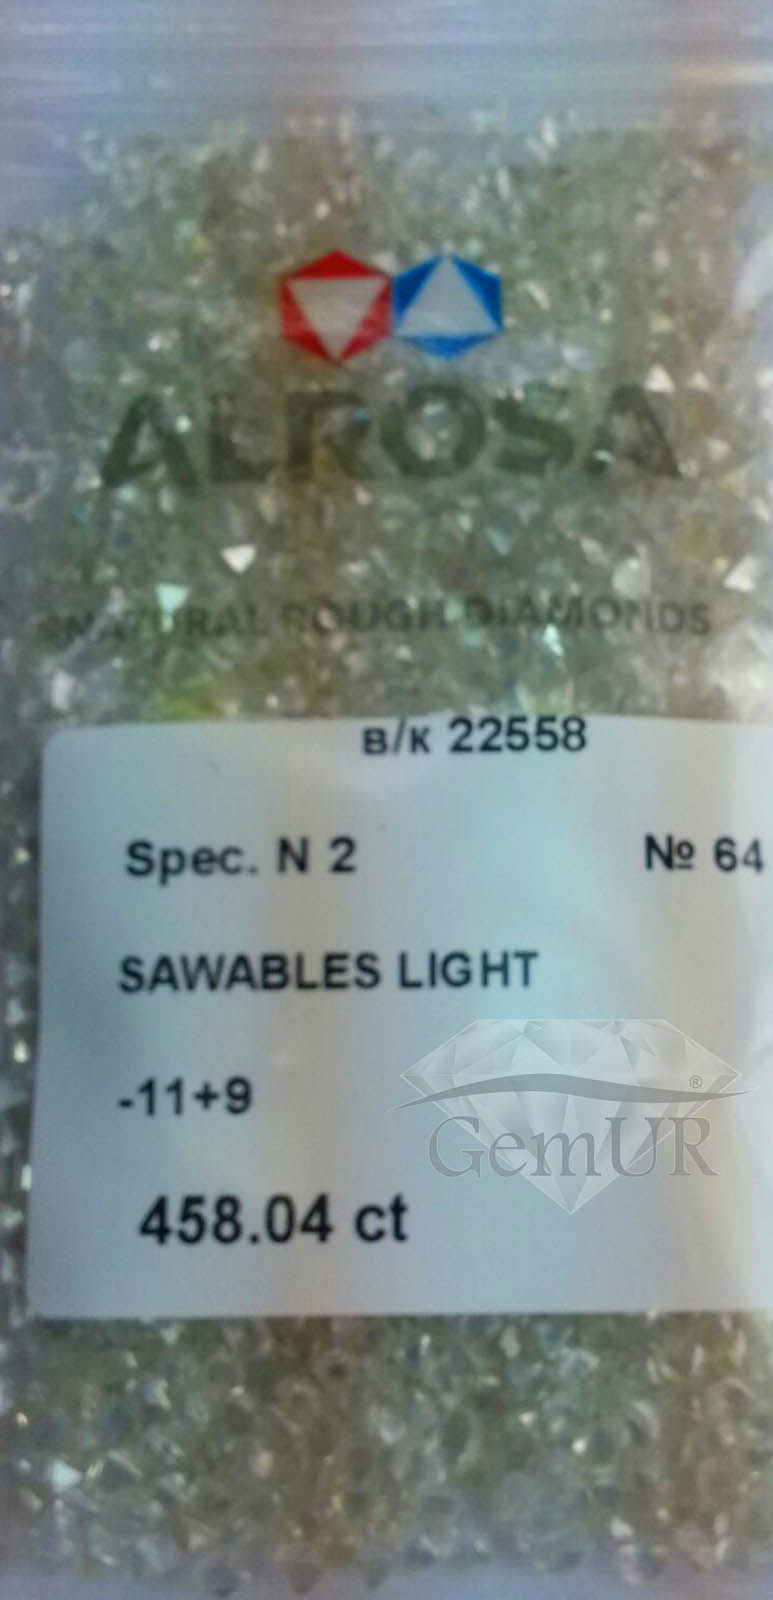 ALROSA
NATURAL ROUGH DIAMONDS
в/к 22558
Spec. N 2 № 64
SAWABLES LIGHT
-11+9
®
GemUR
458.04 ct